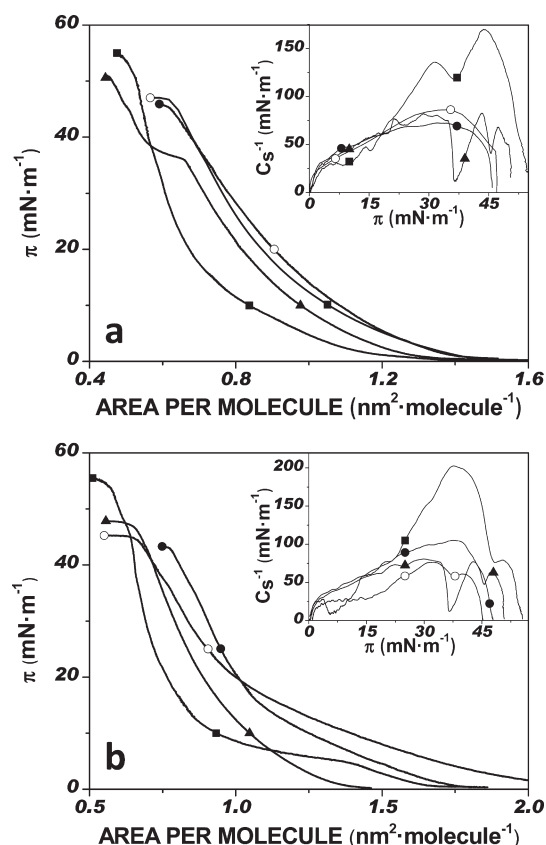 60
40
20
0
π (mN·m⁻¹)
a
0.4 0.8 1.2 1.6
AREA PER MOLECULE (nm²·molecule⁻¹)
150
100
50
0
Cs⁻¹ (mN·m⁻¹)
0 15 30 45
π (mN·m⁻¹)
60
40
20
0
π (mN·m⁻¹)
b
0.5 1.0 1.5 2.0
AREA PER MOLECULE (nm²·molecule⁻¹)
200
150
100
50
0
Cs⁻¹ (mN·m⁻¹)
0 15 30 45
π (mN·m⁻¹)